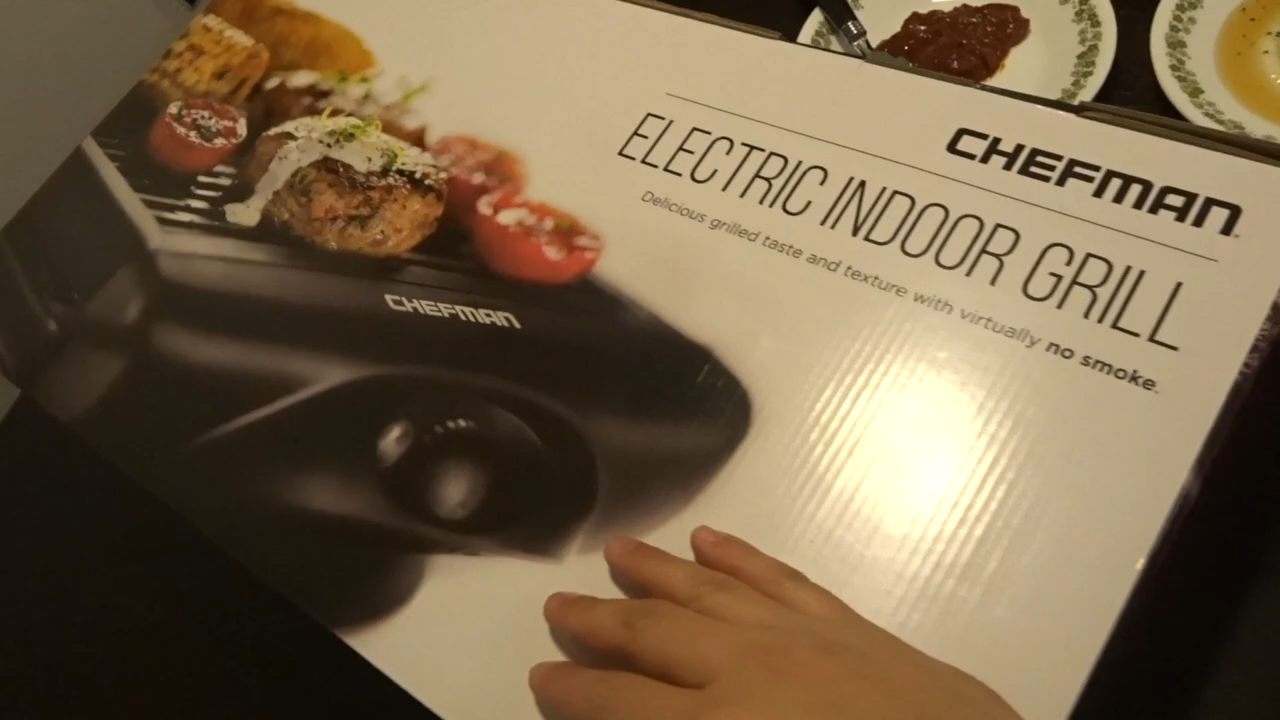 CHEFMAN
ELECTRIC INDOOR GRILL
Delicious grilled taste and texture with virtually no smoke.
CHEFMAN